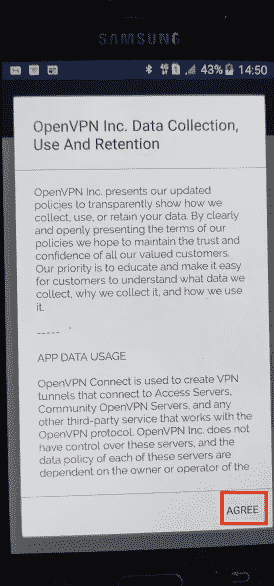 SAMSUNG
43% 14:50
OpenVPN Inc. Data Collection,
Use And Retention
OpenVPN Inc. presents our updated
policies to transparently show how we
collect, use, or retain your data. By clearly
and openly presenting the terms of our
policies we hope to maintain the trust and
confidence of all our valued customers.
Our priority is to educate and make it easy
for customers to understand what data we
collect, why we collect it, and how we use
it.
-----
APP DATA USAGE
OpenVPN Connect is used to create VPN
tunnels that connect to Access Servers,
Community OpenVPN Servers, and any
other third-party service that works with the
OpenVPN protocol. OpenVPN Inc. does not
have control over these servers, and the
data policy of each of these servers are
dependent on the owner or operator of the
AGREE